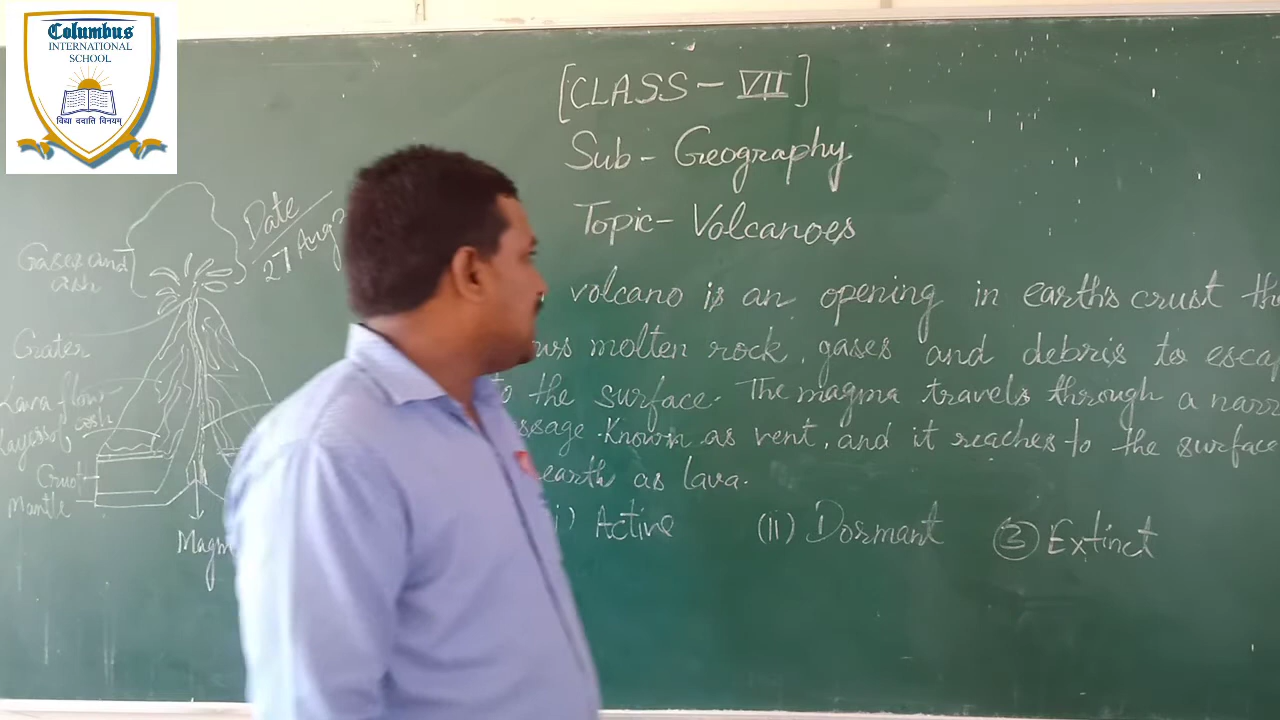 Columbus
INTERNATIONAL
SCHOOL
विद्या ददाति विनयम्
[CLASS - VII]
Sub - Geography
Topic - Volcanoes
Date
27 Aug
volcano is an opening in earth's crust
molten rock, gases and debris to
the surface. The magma travels through a
known as vent, and it reaches to the surface
earth as lava.
i) Active (ii) Dormant ③ Extinct
Gases and
ash
Crater
Lava flow
ash
Layers of
Crust
Mantle